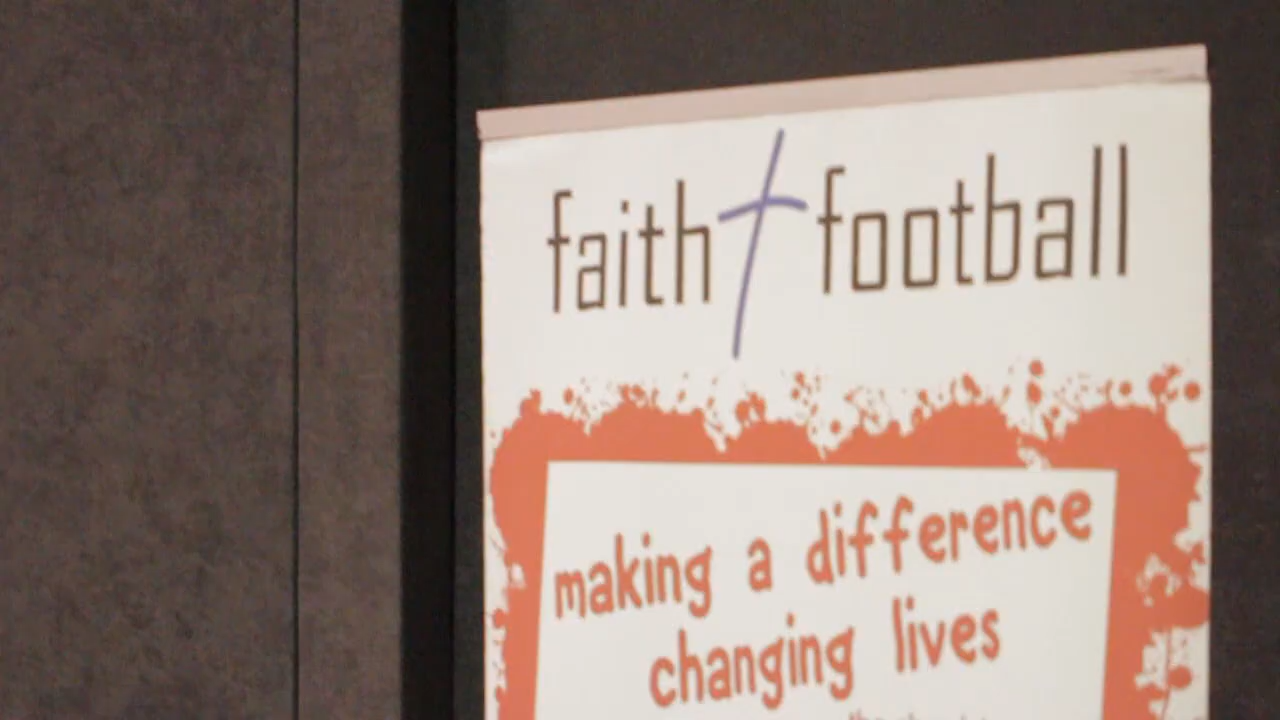 faith football
making a difference
changing lives